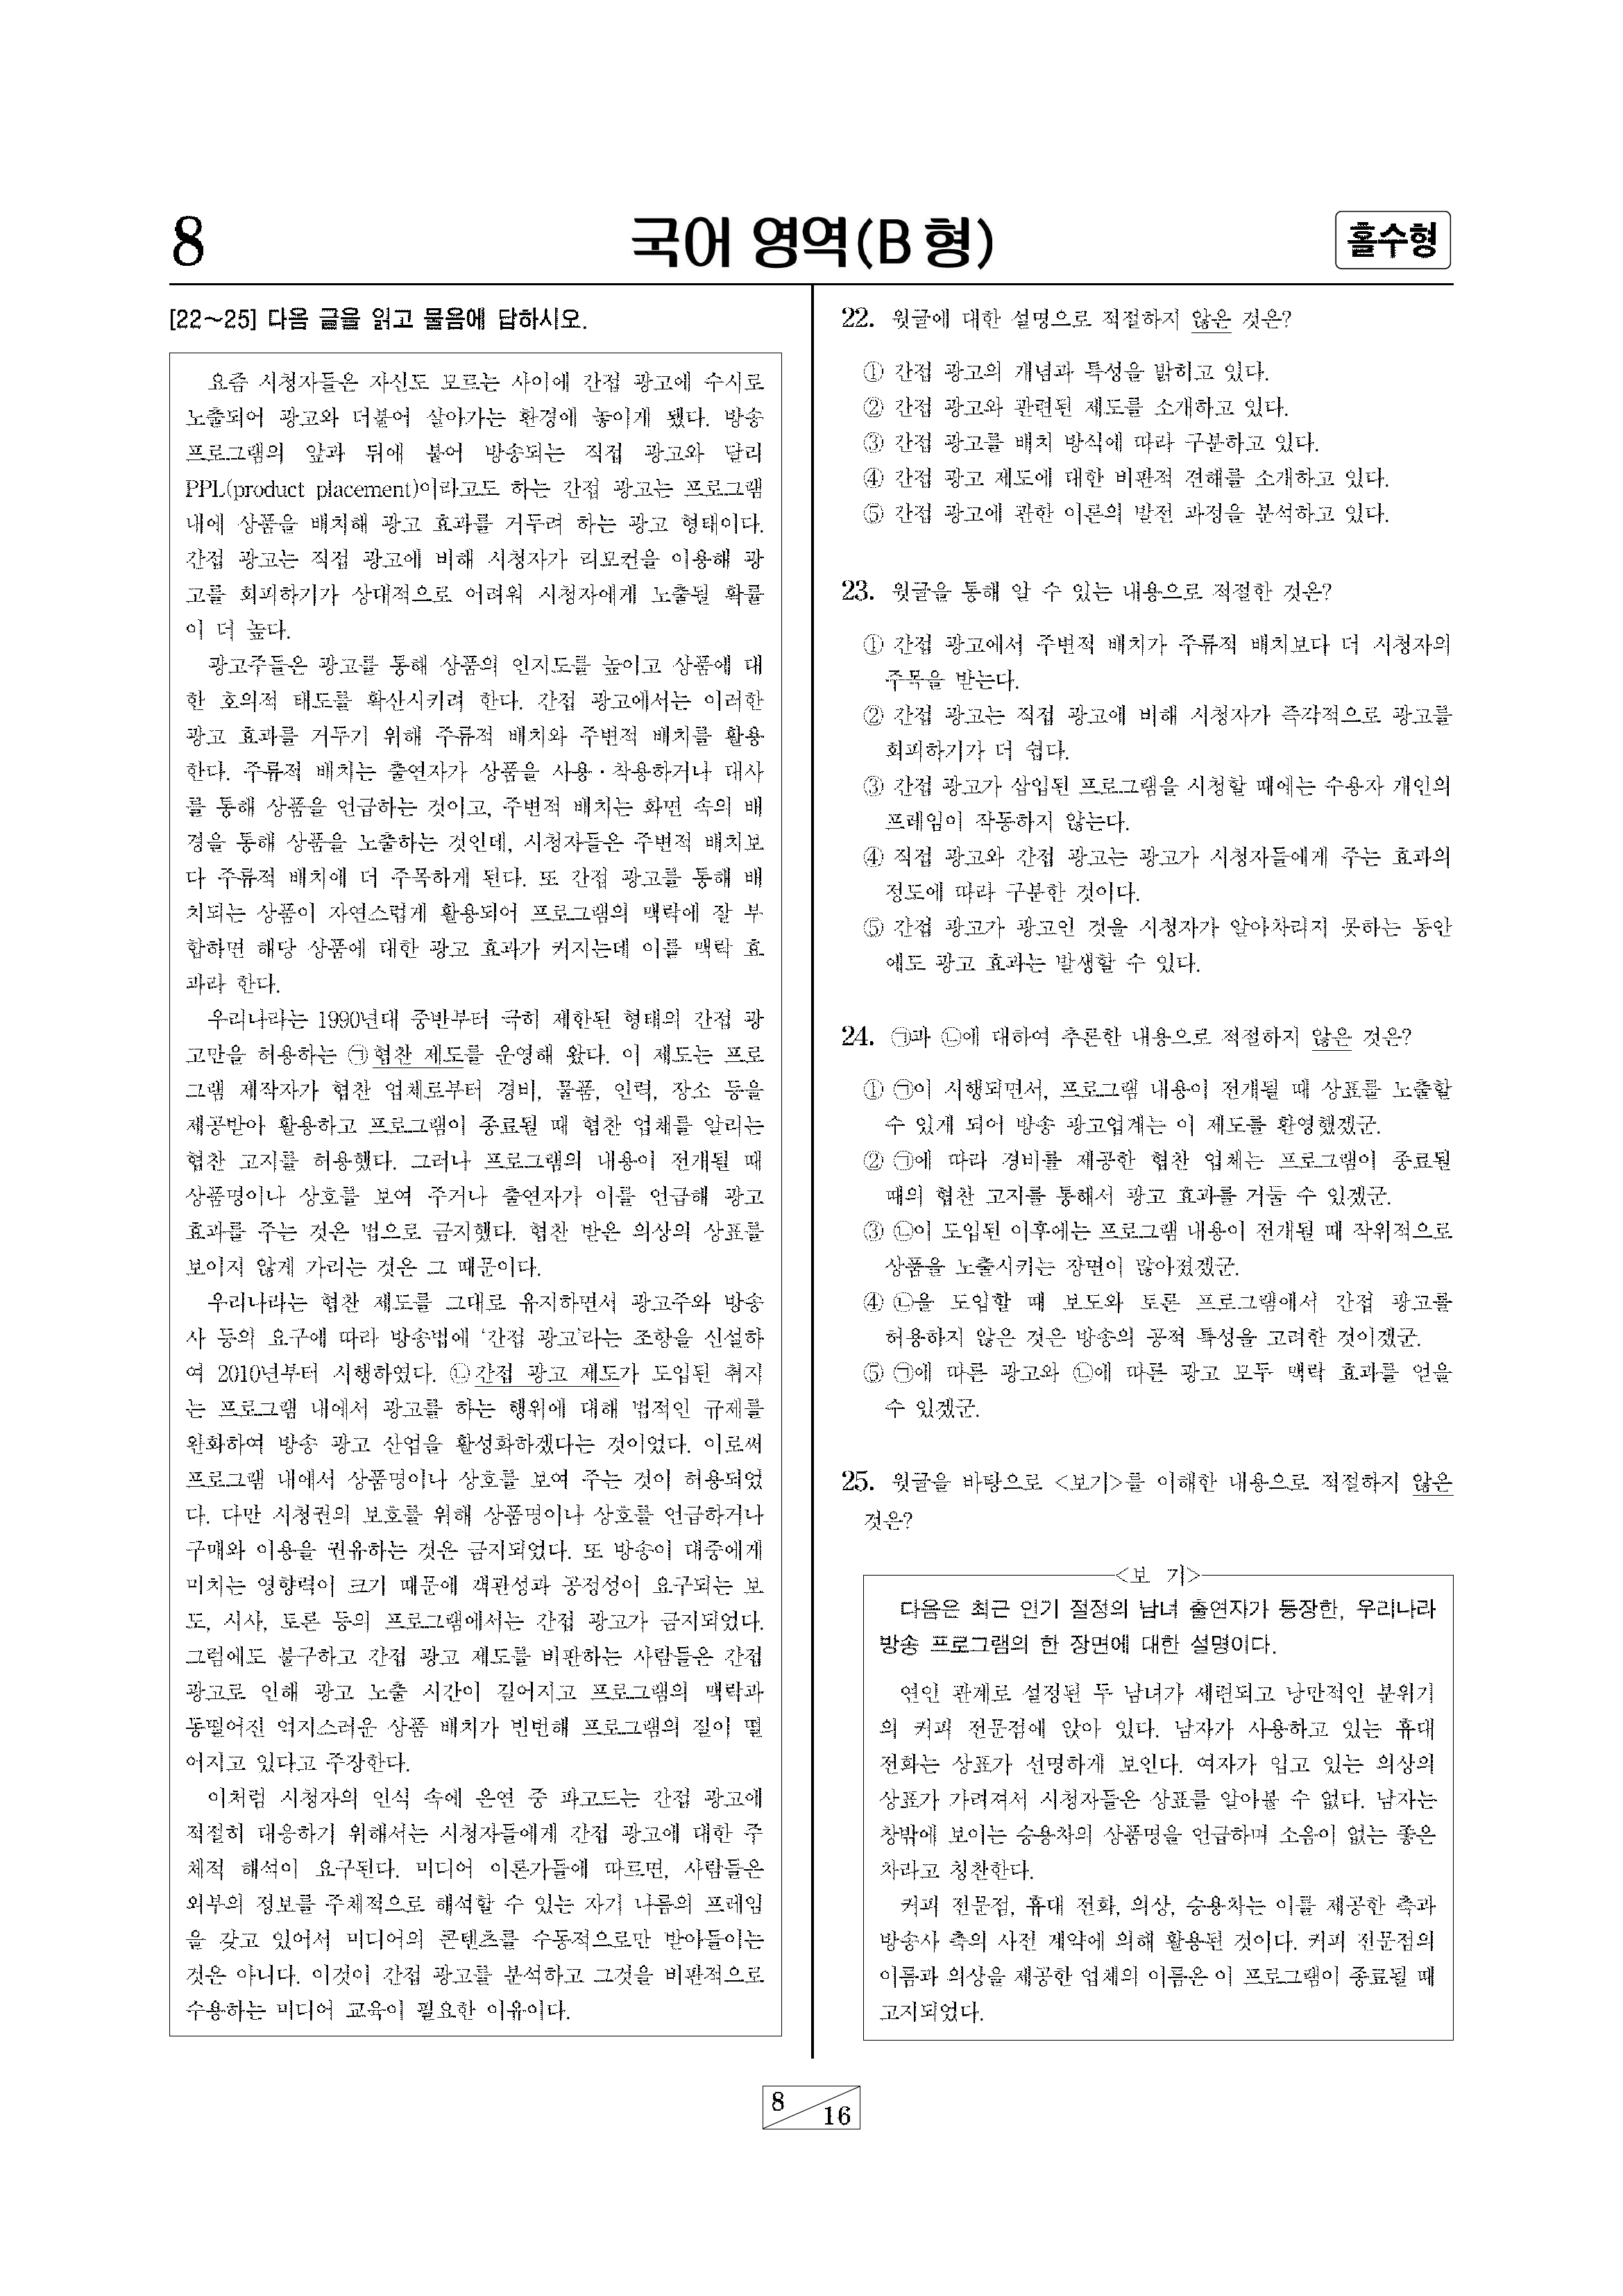 8
국어 영역(B 형)
홀수형
[22~25] 다음 글을 읽고 물음에 답하시오.
요즘 시청자들은 자신도 모르는 사이에 간접 광고에 수시로
노출되어 광고와 더불어 살아가는 환경에 놓이게 됐다. 방송
프로그램의 앞과 뒤에 붙어 방송되는 직접 광고와 달리
PPL(product placement)이라고도 하는 간접 광고는 프로그램
내에 상품을 배치해 광고 효과를 거두려 하는 광고 형태이다.
간접 광고는 직접 광고에 비해 시청자가 리모컨을 이용해 광
고를 회피하기가 상대적으로 어려워 시청자에게 노출될 확률
이 더 높다.
광고주들은 광고를 통해 상품의 인지도를 높이고 상품에 대
한 호의적 태도를 확산시키려 한다. 간접 광고에서는 이러한
광고 효과를 거두기 위해 주류적 배치와 주변적 배치를 활용
한다. 주류적 배치는 출연자가 상품을 사용·착용하거나 대사
를 통해 상품을 언급하는 것이고, 주변적 배치는 화면 속의 배
경을 통해 상품을 노출하는 것인데, 시청자들은 주변적 배치보
다 주류적 배치에 더 주목하게 된다. 또 간접 광고를 통해 배
치되는 상품이 자연스럽게 활용되어 프로그램의 맥락에 잘 부
합하면 해당 상품에 대한 광고 효과가 커지는데 이를 맥락 효
과라 한다.
우리나라는 1990년대 중반부터 극히 제한된 형태의 간접 광
고만을 허용하는 ㉠협찬 제도를 운영해 왔다. 이 제도는 프로
그램 제작자가 협찬 업체로부터 경비, 물품, 인력, 장소 등을
제공받아 활용하고 프로그램이 종료될 때 협찬 업체를 알리는
협찬 고지를 허용했다. 그러나 프로그램의 내용이 전개될 때
상품명이나 상호를 보여 주거나 출연자가 이를 언급해 광고
효과를 주는 것은 법으로 금지했다. 협찬 받은 의상의 상표를
보이지 않게 가리는 것은 그 때문이다.
우리나라는 협찬 제도를 그대로 유지하면서 광고주와 방송
사 등의 요구에 따라 방송법에 ‘간접 광고’라는 조항을 신설하
여 2010년부터 시행하였다. ㉡간접 광고 제도가 도입된 취지
는 프로그램 내에서 광고를 하는 행위에 대해 법적인 규제를
완화하여 방송 광고 산업을 활성화하겠다는 것이었다. 이로써
프로그램 내에서 상품명이나 상호를 보여 주는 것이 허용되었
다. 다만 시청권의 보호를 위해 상품명이나 상호를 언급하거나
구매와 이용을 권유하는 것은 금지되었다. 또 방송이 대중에게
미치는 영향력이 크기 때문에 객관성과 공정성이 요구되는 보
도, 시사, 토론 등의 프로그램에서는 간접 광고가 금지되었다.
그럼에도 불구하고 간접 광고 제도를 비판하는 사람들은 간접
광고로 인해 광고 노출 시간이 길어지고 프로그램의 맥락과
동떨어진 억지스러운 상품 배치가 빈번해 프로그램의 질이 떨
어지고 있다고 주장한다.
이처럼 시청자의 인식 속에 은연 중 파고드는 간접 광고에
적절히 대응하기 위해서는 시청자들에게 간접 광고에 대한 주
체적 해석이 요구된다. 미디어 이론가들에 따르면, 사람들은
외부의 정보를 주체적으로 해석할 수 있는 자기 나름의 프레임
을 갖고 있어서 미디어의 콘텐츠를 수동적으로만 받아들이는
것은 아니다. 이것이 간접 광고를 분석하고 그것을 비판적으로
수용하는 미디어 교육이 필요한 이유이다.
22. 윗글에 대한 설명으로 적절하지 않은 것은?
① 간접 광고의 개념과 특성을 밝히고 있다.
② 간접 광고와 관련된 제도를 소개하고 있다.
③ 간접 광고를 배치 방식에 따라 구분하고 있다.
④ 간접 광고 제도에 대한 비판적 견해를 소개하고 있다.
⑤ 간접 광고에 관한 이론의 발전 과정을 분석하고 있다.
23. 윗글을 통해 알 수 있는 내용으로 적절한 것은?
① 간접 광고에서 주변적 배치가 주류적 배치보다 더 시청자의
주목을 받는다.
② 간접 광고는 직접 광고에 비해 시청자가 즉각적으로 광고를
회피하기가 더 쉽다.
③ 간접 광고가 삽입된 프로그램을 시청할 때에는 수용자 개인의
프레임이 작동하지 않는다.
④ 직접 광고와 간접 광고는 광고가 시청자들에게 주는 효과의
정도에 따라 구분한 것이다.
⑤ 간접 광고가 광고인 것을 시청자가 알아차리지 못하는 동안
에도 광고 효과는 발생할 수 있다.
24. ㉠과 ㉡에 대하여 추론한 내용으로 적절하지 않은 것은?
① ㉠이 시행되면서, 프로그램 내용이 전개될 때 상표를 노출할
수 있게 되어 방송 광고업계는 이 제도를 환영했겠군.
② ㉠에 따라 경비를 제공한 협찬 업체는 프로그램이 종료될
때의 협찬 고지를 통해서 광고 효과를 거둘 수 있겠군.
③ ㉡이 도입된 이후에는 프로그램 내용이 전개될 때 작위적으로
상품을 노출시키는 장면이 많아졌겠군.
④ ㉡을 도입할 때 보도와 토론 프로그램에서 간접 광고를
허용하지 않은 것은 방송의 공적 특성을 고려한 것이겠군.
⑤ ㉠에 따른 광고와 ㉡에 따른 광고 모두 맥락 효과를 얻을
수 있겠군.
25. 윗글을 바탕으로 <보기>를 이해한 내용으로 적절하지 않은
것은?
<보 기>
다음은 최근 인기 절정의 남녀 출연자가 등장한, 우리나라
방송 프로그램의 한 장면에 대한 설명이다.
연인 관계로 설정된 두 남녀가 세련되고 낭만적인 분위기
의 커피 전문점에 앉아 있다. 남자가 사용하고 있는 휴대
전화는 상표가 선명하게 보인다. 여자가 입고 있는 의상의
상표가 가려져서 시청자들은 상표를 알아볼 수 없다. 남자는
창밖에 보이는 승용차의 상품명을 언급하며 소음이 없는 좋은
차라고 칭찬한다.
커피 전문점, 휴대 전화, 의상, 승용차는 이를 제공한 측과
방송사 측의 사전 계약에 의해 활용된 것이다. 커피 전문점의
이름과 의상을 제공한 업체의 이름은 이 프로그램이 종료될 때
고지되었다.
8
16